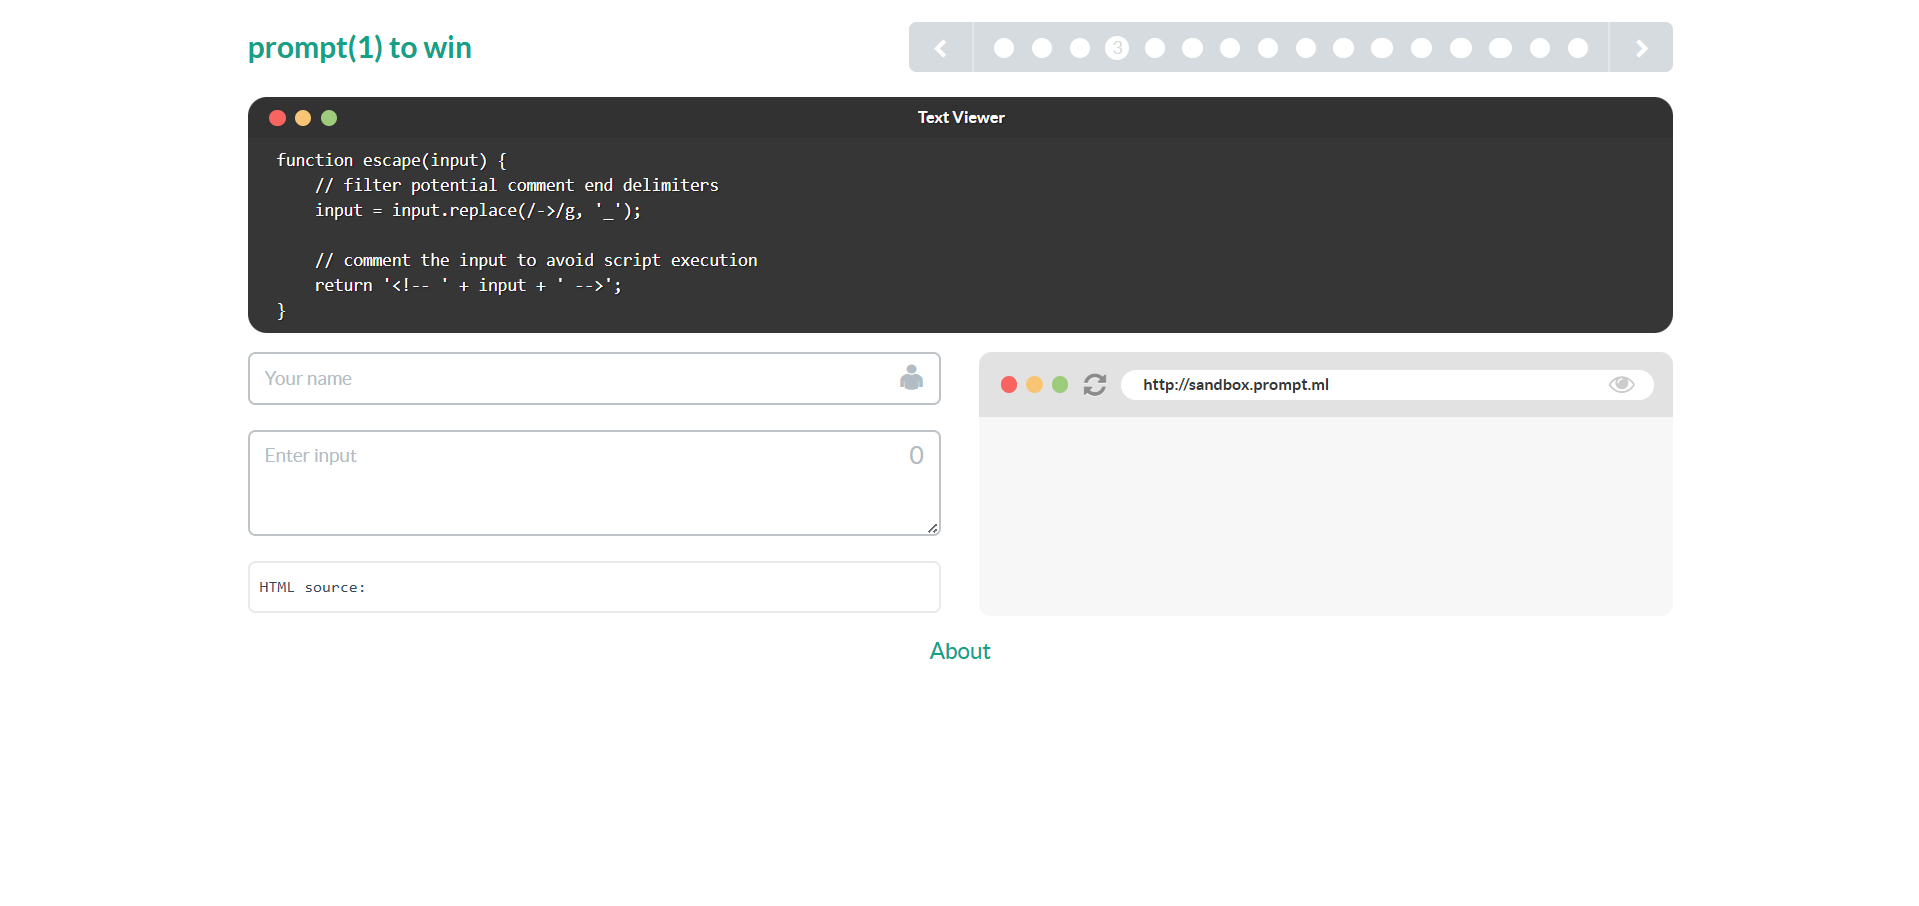 prompt(1) to win
3
Text Viewer
function escape(input) {
    // filter potential comment end delimiters
    input = input.replace(/->/g, '_');

    // comment the input to avoid script execution
    return '<!-- ' + input + ' -->';
}
Your name
http://sandbox.prompt.ml
Enter input
0
HTML source:
About